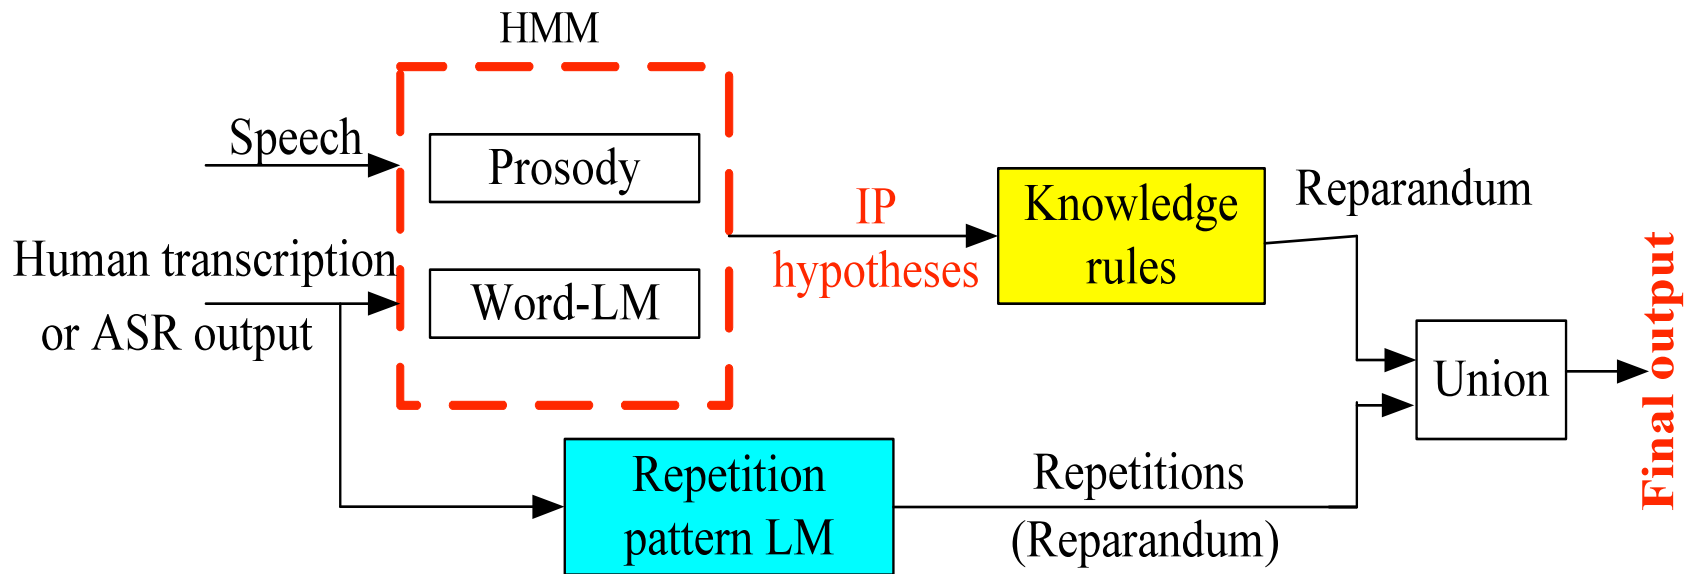 HMM
Speech
Prosody
Human transcription
or ASR output
Word-LM
IP
hypotheses
Knowledge
rules
Reparandum
Union
Final output
Repetition
pattern LM
Repetitions
(Reparandum)